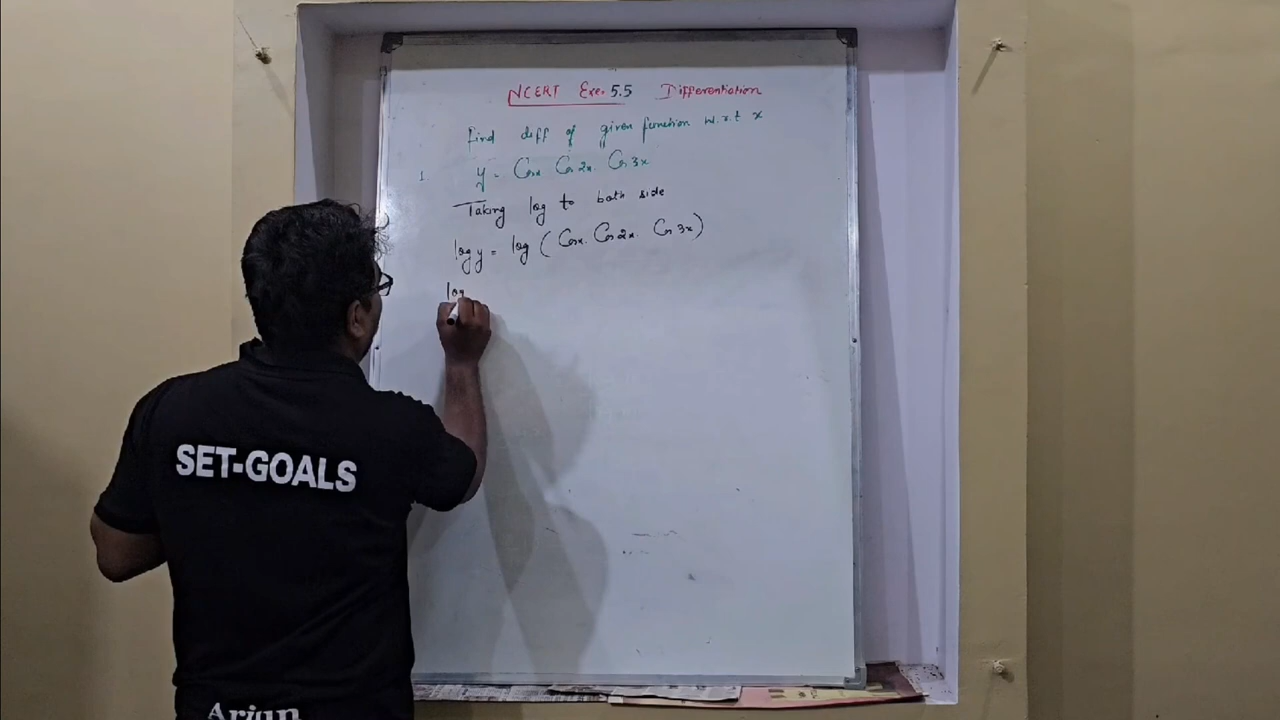 NCERT Exe. 5.5 Differentiation
Find diff of given function w.r.t x
1. y = Cosx Cos2x. Cos3x
Taking log to both side
log y = log ( Cosx. Cos2x. Cos3x)
log
SET-GOALS
Arjun